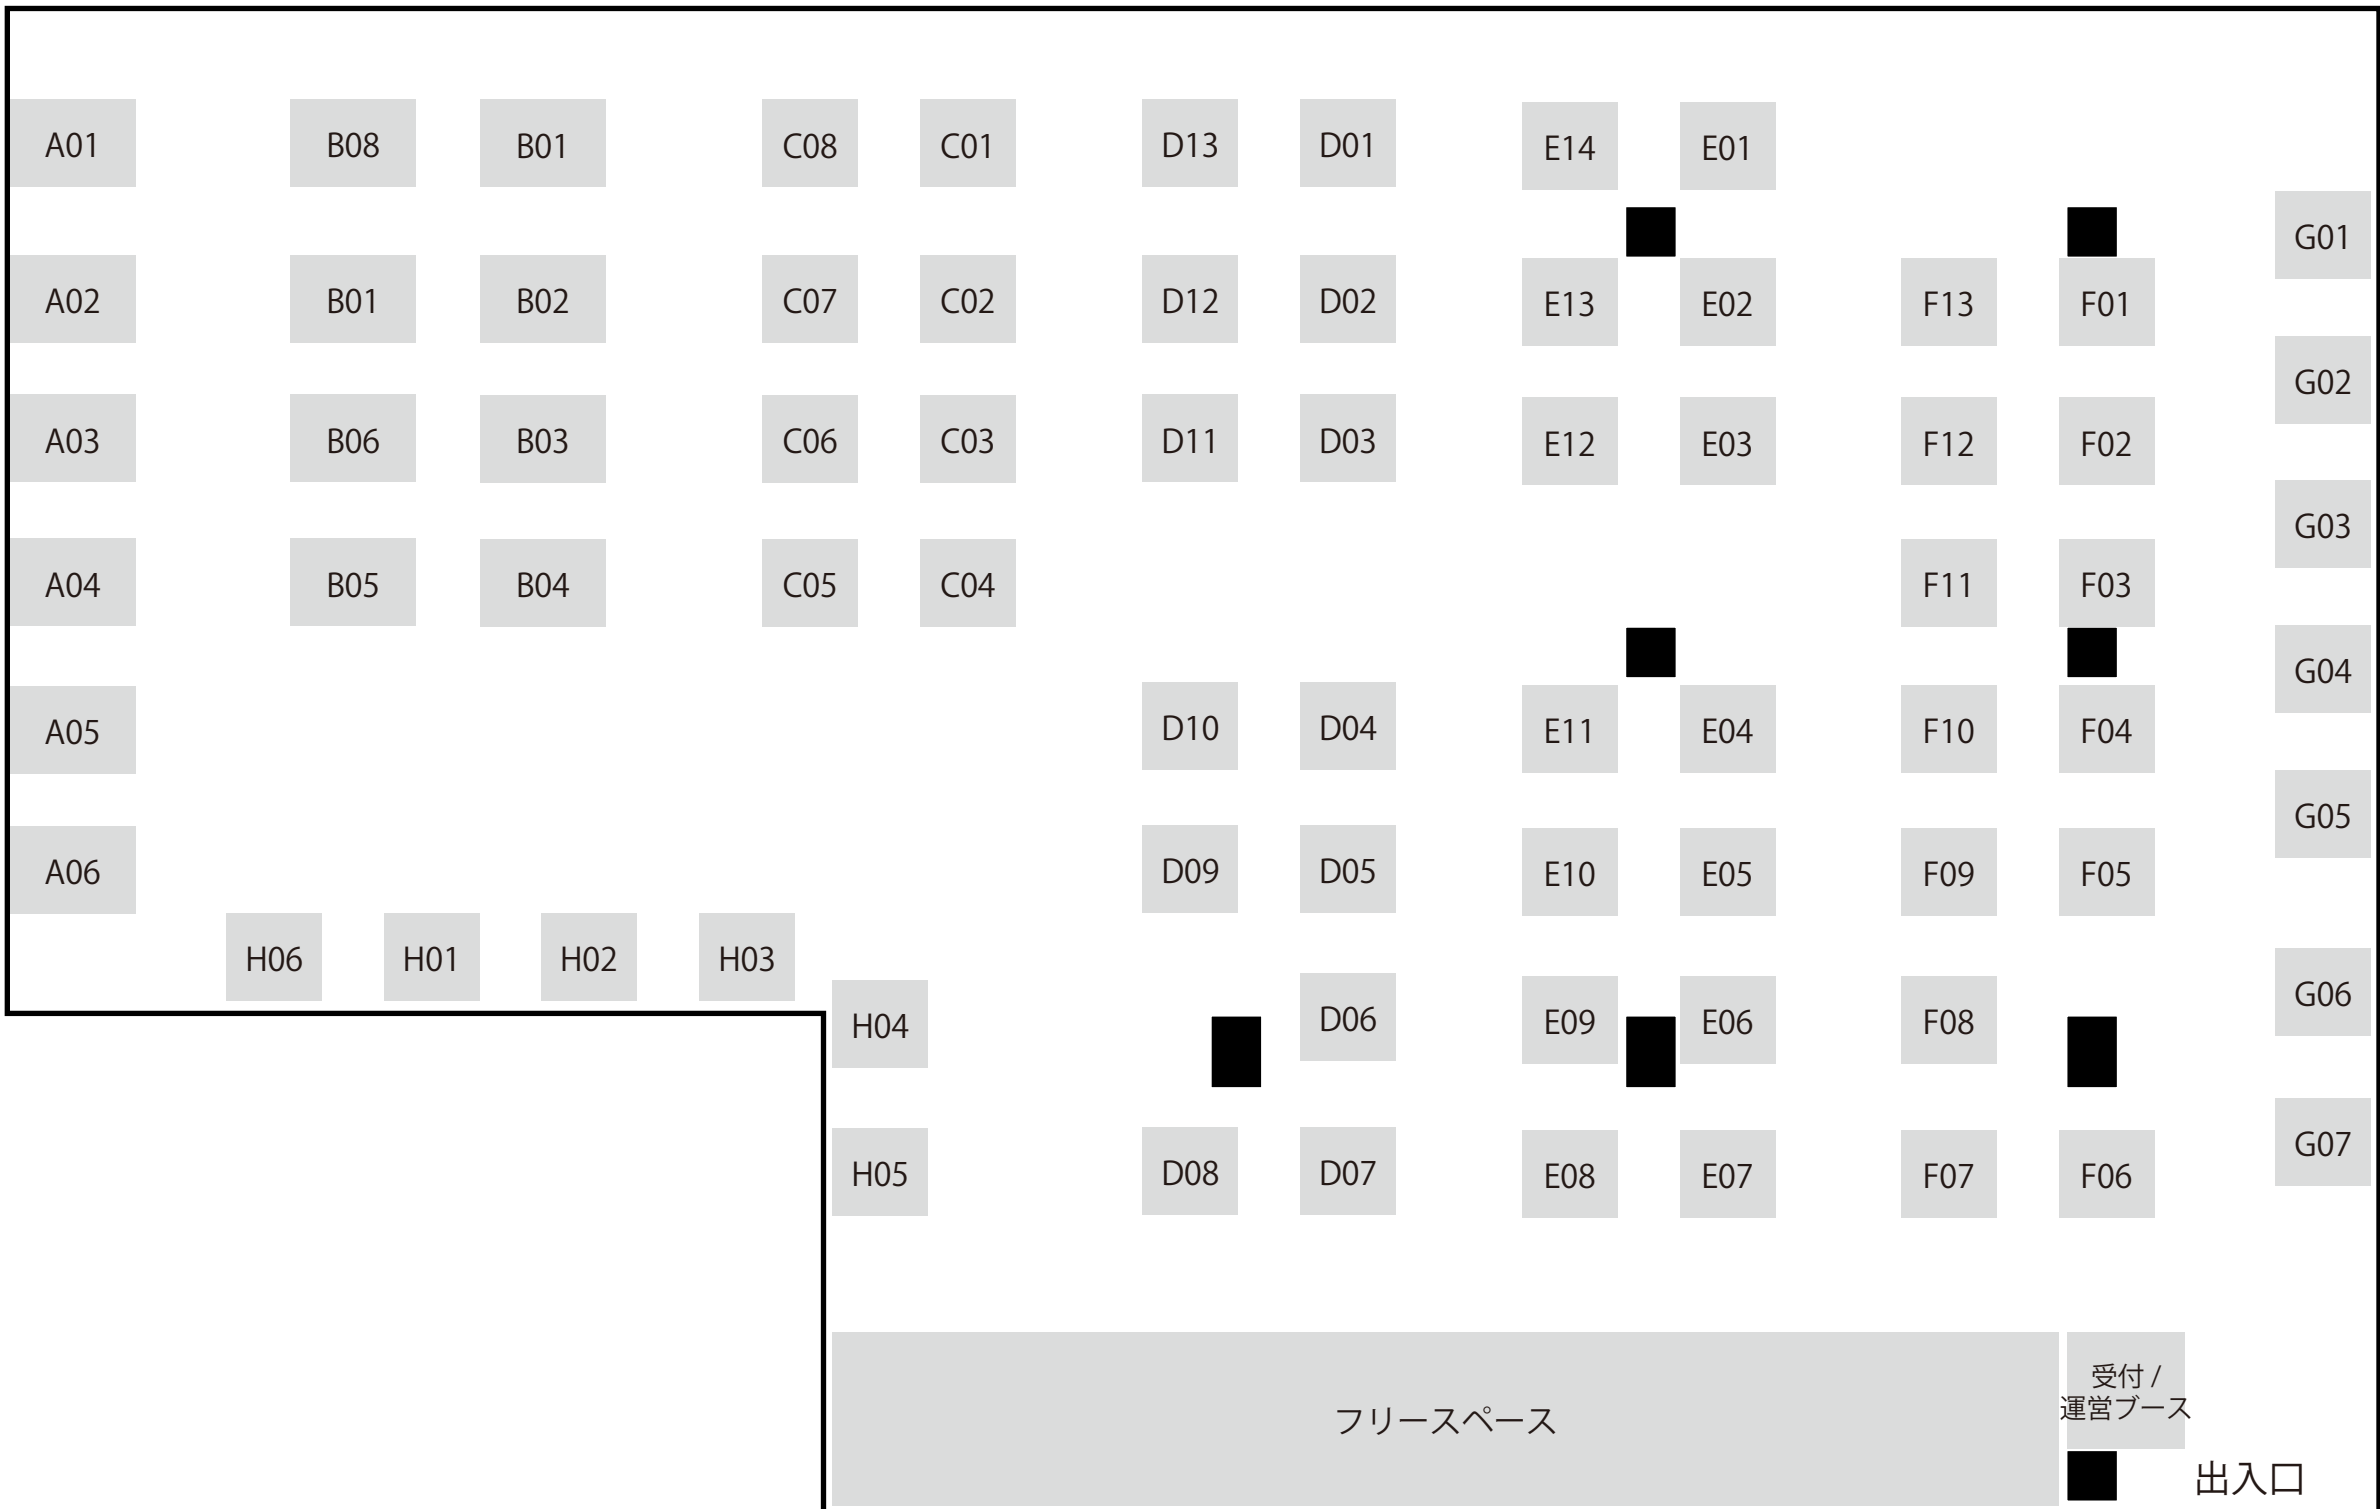 A01 B08 B01 C08 C01 D13 D01 E14 E01
G01
A02 B01 B02 C07 C02 D12 D02 E13 E02 F13 F01
G02
A03 B06 B03 C06 C03 D11 D03 E12 E03 F12 F02
G03
A04 B05 B04 C05 C04 F11 F03
G04
A05 D10 D04 E11 E04 F10 F04
G05
A06 D09 D05 E10 E05 F09 F05
H06 H01 H02 H03
G06
H04 D06 E09 E06 F08
G07
H05 D08 D07 E08 E07 F07 F06
受付 /
運営ブース
フリースペース
出入口